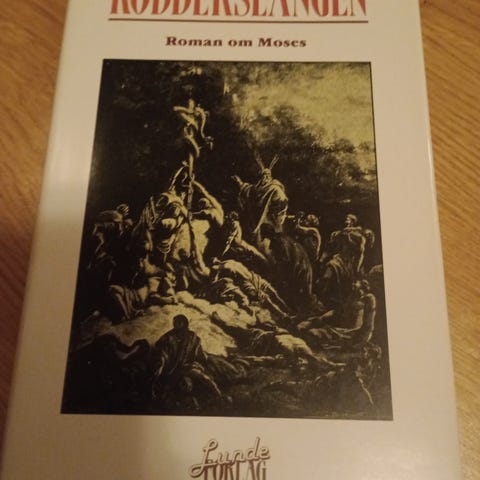 KOBBERSLANGEN
Roman om Moses
Lunde
FORLAG